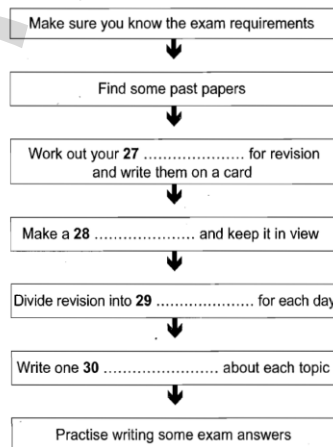 Make sure you know the exam requirements
Find some past papers
Work out your 27 ...................... for revision
and write them on a card
Make a 28 ...................... and keep it in view
Divide revision into 29 ..................... for each day
Write one 30 ......................... about each topic
Practise writing some exam answers